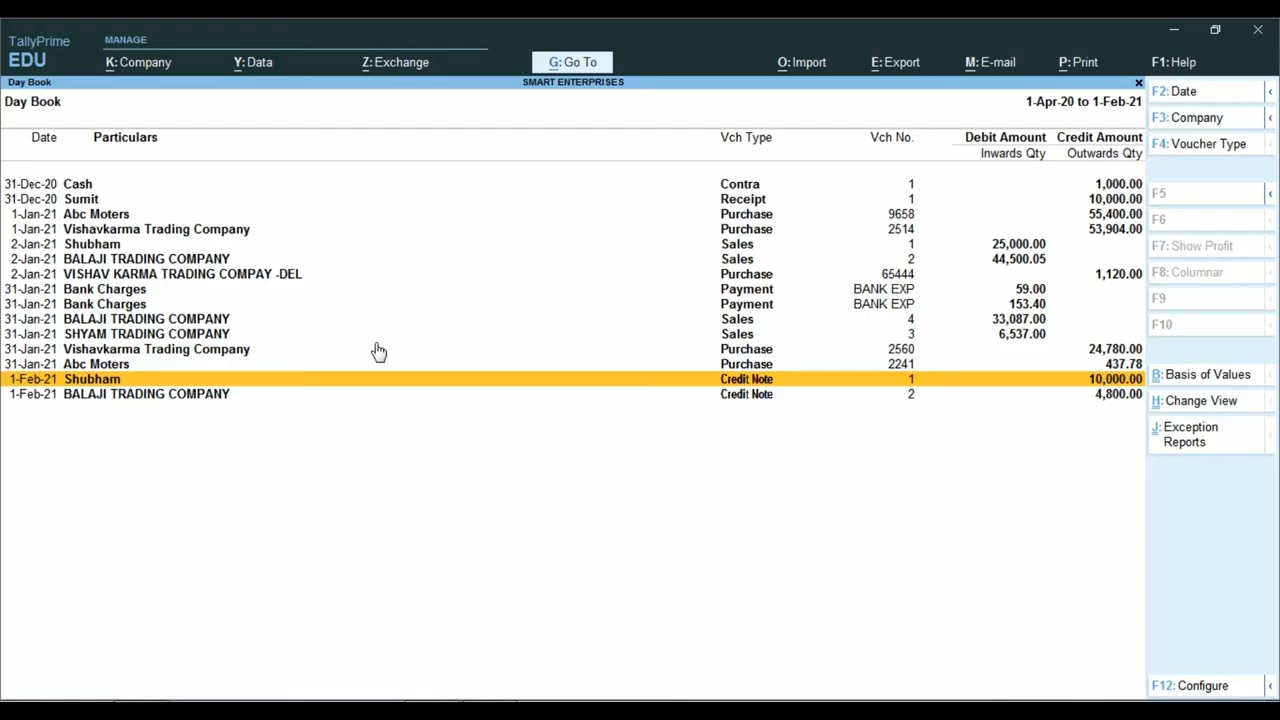 TallyPrime
EDU
MANAGE
K: Company Y: Data Z: Exchange G: Go To O: Import E: Export M: E-mail P: Print F1: Help
Day Book SMART ENTERPRISES x
Day Book 1-Apr-20 to 1-Feb-21
Date Particulars Vch Type Vch No. Debit Amount Credit Amount
Inwards Qty Outwards Qty
31-Dec-20 Cash Contra 1 1,000.00
31-Dec-20 Sumit Receipt 1 10,000.00
1-Jan-21 Abc Moters Purchase 9658 55,400.00
1-Jan-21 Vishavkarma Trading Company Purchase 2514 53,904.00
2-Jan-21 Shubham Sales 1 25,000.00
2-Jan-21 BALAJI TRADING COMPANY Sales 2 44,500.05
2-Jan-21 VISHAV KARMA TRADING COMPAY -DEL Purchase 65444 1,120.00
31-Jan-21 Bank Charges Payment BANK EXP 59.00
31-Jan-21 Bank Charges Payment BANK EXP 153.40
31-Jan-21 BALAJI TRADING COMPANY Sales 4 33,087.00
31-Jan-21 SHYAM TRADING COMPANY Sales 3 6,537.00
31-Jan-21 Vishavkarma Trading Company Purchase 2560 24,780.00
31-Jan-21 Abc Moters Purchase 2241 437.78
1-Feb-21 Shubham Credit Note 1 10,000.00
1-Feb-21 BALAJI TRADING COMPANY Credit Note 2 4,800.00
F2: Date
F3: Company
F4: Voucher Type
F5
F6
F7: Show Profit
F8: Columnar
F9
F10
B: Basis of Values
H: Change View
J: Exception
Reports
F12: Configure